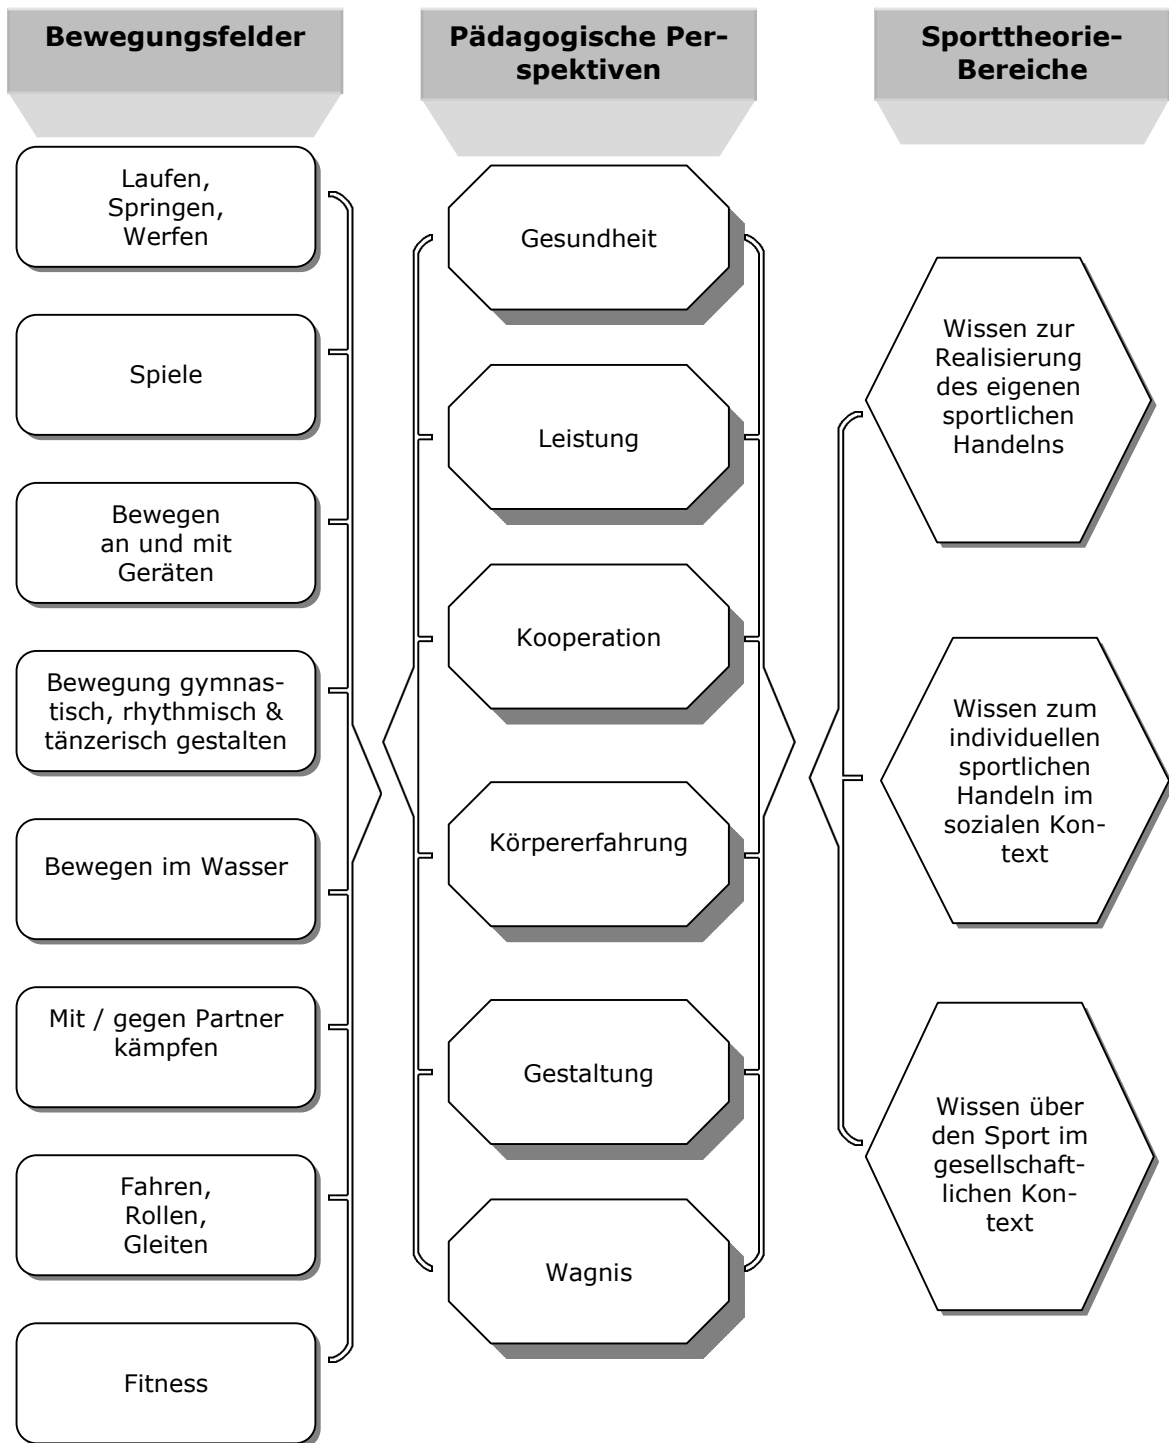 Bewegungsfelder
Laufen,
Springen,
Werfen
Spiele
Bewegen
an und mit
Geräten
Bewegung gymnas-
tisch, rhythmisch &
tänzerisch gestalten
Bewegen im Wasser
Mit / gegen Partner
kämpfen
Fahren,
Rollen,
Gleiten
Fitness
Pädagogische Per-
spektiven
Gesundheit
Leistung
Kooperation
Körpererfahrung
Gestaltung
Wagnis
Sporttheorie-
Bereiche
Wissen zur
Realisierung
des eigenen
sportlichen
Handelns
Wissen zum
individuellen
sportlichen
Handeln im
sozialen Kon-
text
Wissen über
den Sport im
gesellschaft-
lichen Kon-
text